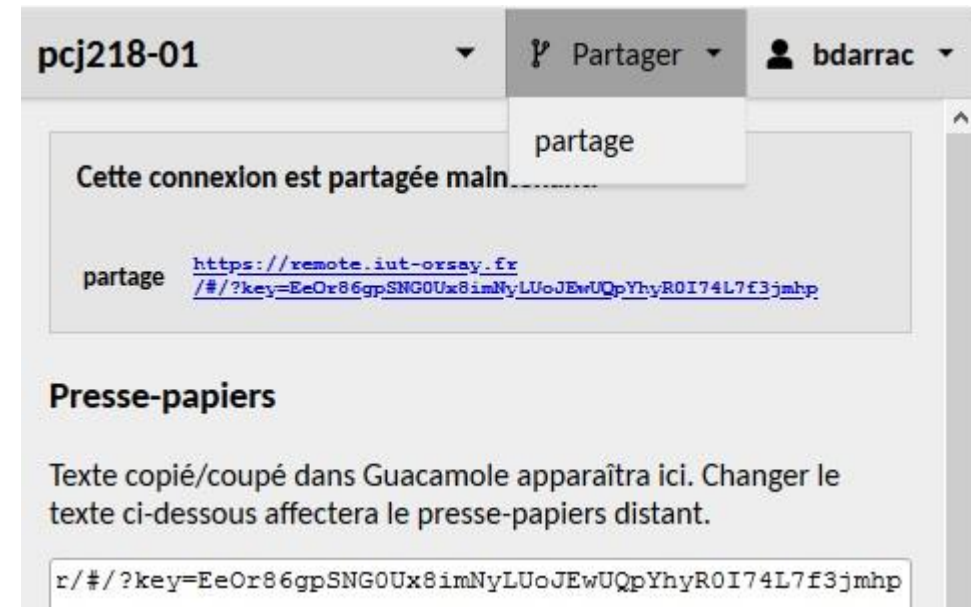 pcj218-01 Partager bdarrac
partage
Cette connexion est partagée
partage https://remote.iut-orsay.fr
/#/?key=EeOr86gpSNG0Ux8imNyLUoJEwUQpYhyR0I74L7f3jmhp
Presse-papiers
Texte copié/coupé dans Guacamole apparaîtra ici. Changer le
texte ci-dessous affectera le presse-papiers distant.
r/#/?key=EeOr86gpSNG0Ux8imNyLUoJEwUQpYhyR0I74L7f3jmhp